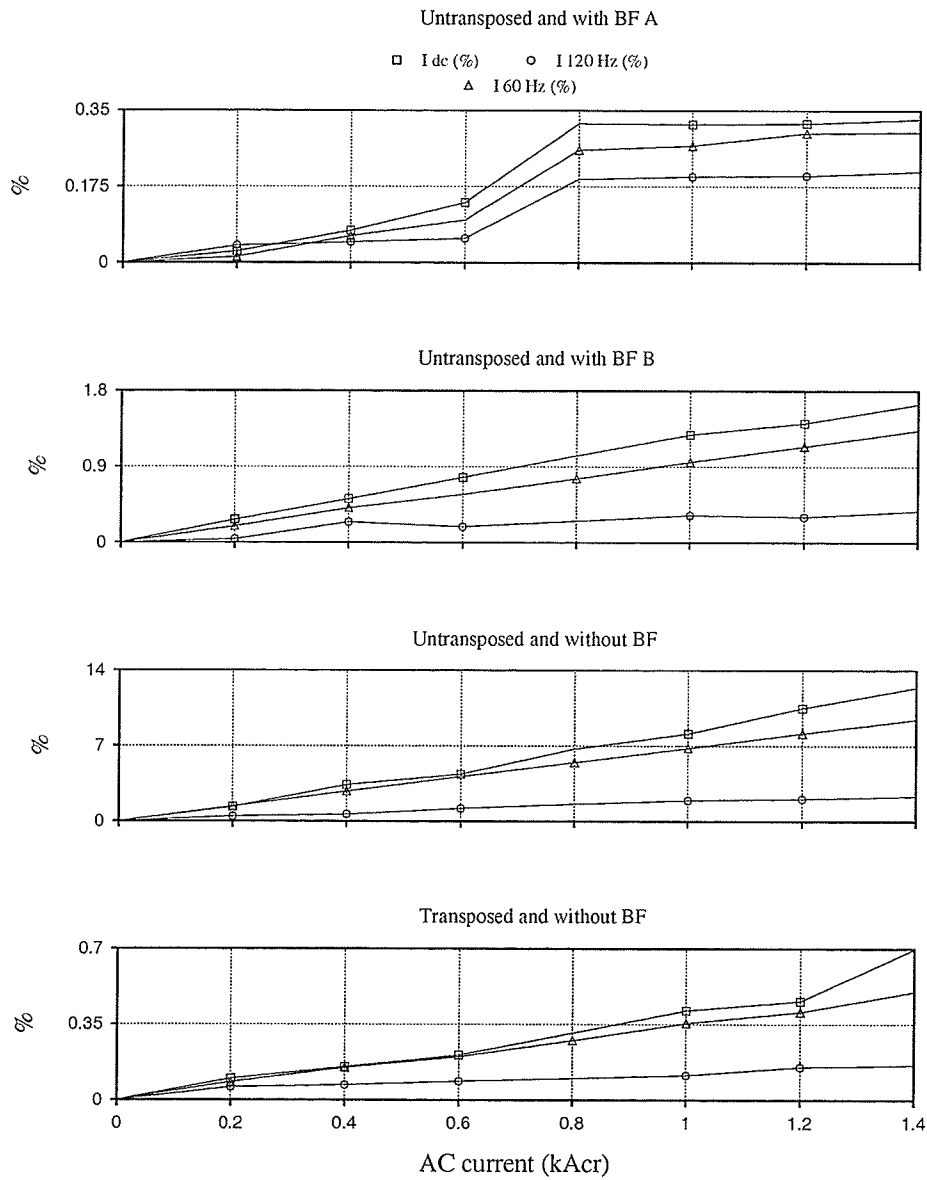 Untransposed and with BF A
I dc (%) I 120 Hz (%)
I 60 Hz (%)
0.35
0.175
0
%
Untransposed and with BF B
1.8
0.9
0
%
Untransposed and without BF
14
7
0
%
Transposed and without BF
0.7
0.35
0
%
0 0.2 0.4 0.6 0.8 1 1.2 1.4
AC current (kAcr)